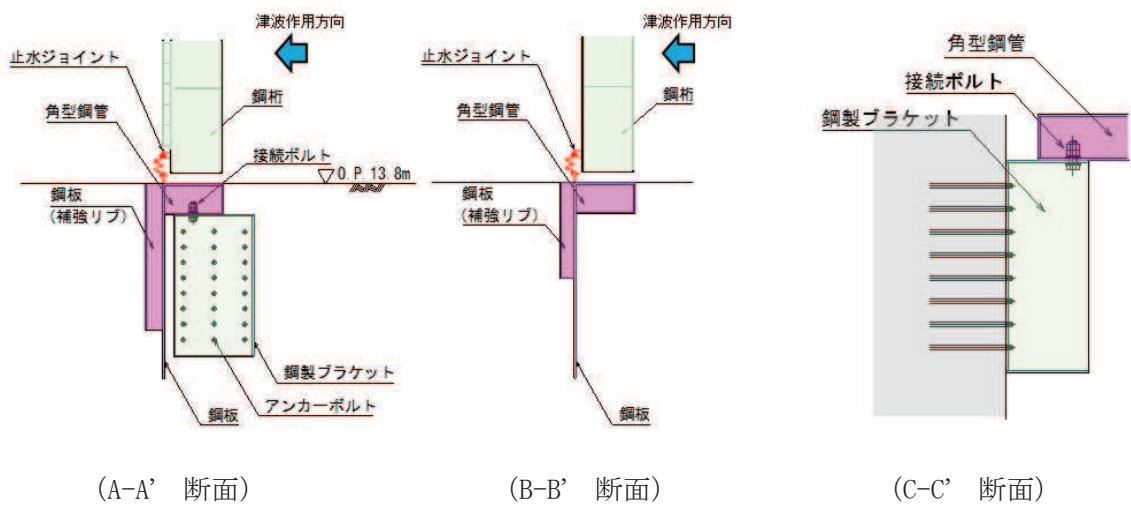 津波作用方向
止水ジョイント
鋼桁
角型鋼管
接続ボルト
O.P.13.8m
鋼板
(補強リブ)
鋼製ブラケット
アンカーボルト
鋼板
(A-A’ 断面)
津波作用方向
止水ジョイント
鋼桁
角型鋼管
鋼板
(補強リブ)
鋼板
(B-B’ 断面)
角型鋼管
接続ボルト
鋼製ブラケット
(C-C’ 断面)